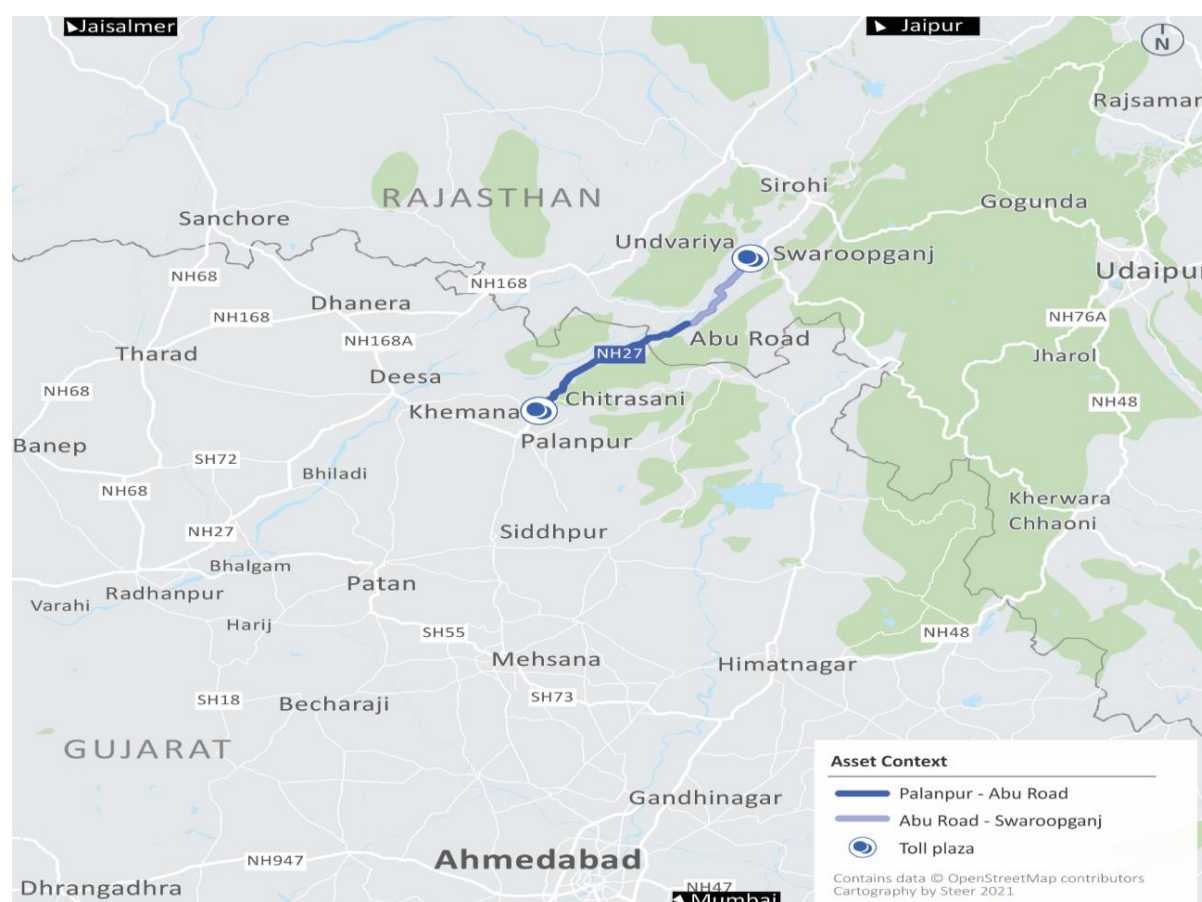 Jaisalmer
Jaipur
N
Rajsamar
RAJASTHAN
Sirohi
Gogunda
Sanchore
Undvariya
Swaroopganj
Udaipur
NH68
NH168
Dhanera
NH168
NH76A
Abu Road
NH168A
Tharad
NH27
Jharol
Deesa
NH68
Khemana
Chitrasani
NH48
Palanpur
Banep
SH72
Bhiladi
NH68
Kherwara
Chhaoni
NH27
Siddhpur
Bhalgam
Patan
Radhanpur
Varahi
Harij
SH55
NH48
Mehsana
Himatnagar
SH18
SH73
Becharaji
GUJARAT
Asset Context
Palanpur - Abu Road
Gandhinagar
Abu Road - Swaroopganj
Toll plaza
Ahmedabad
NH947
Contains data © OpenStreetMap contributors
Cartography by Steer 2021
Dhrangadhra
NH47
Mumbai